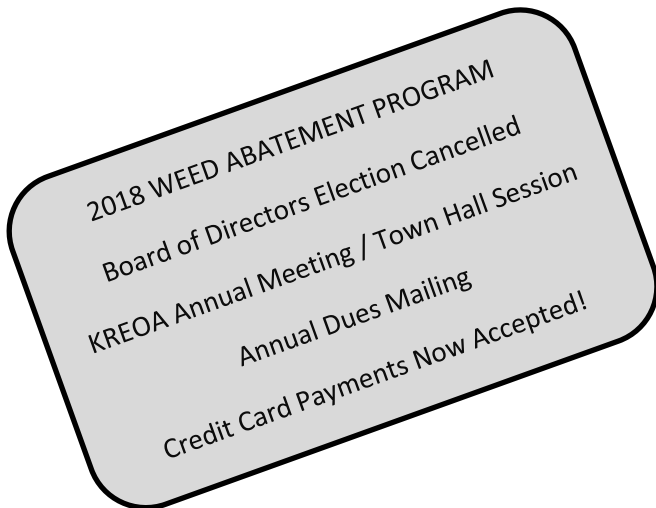 2018 WEED ABATEMENT PROGRAM
Board of Directors Election Cancelled
KREOA Annual Meeting / Town Hall Session
Annual Dues Mailing
Credit Card Payments Now Accepted!